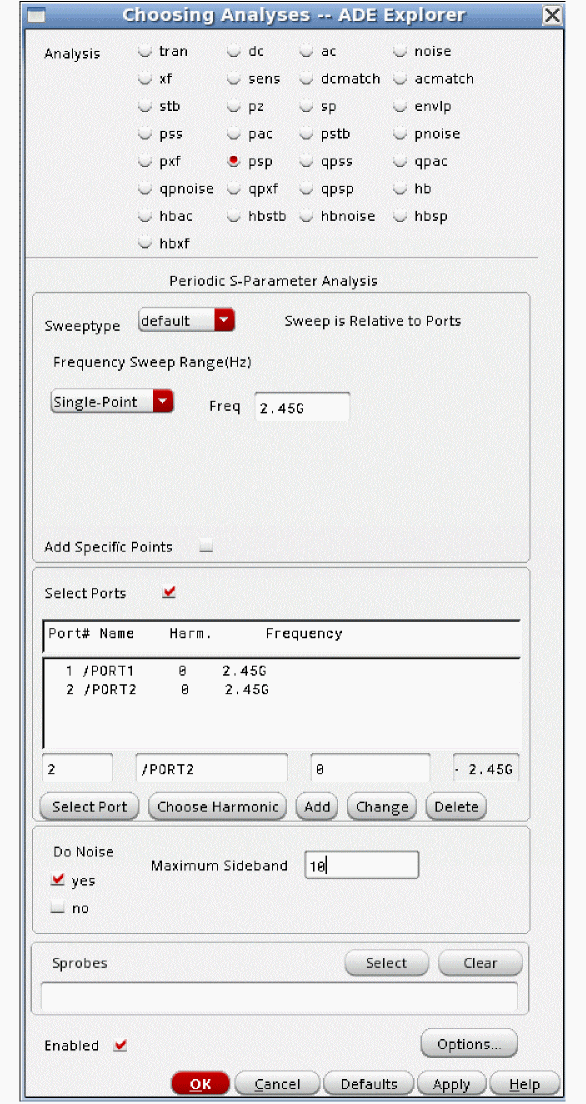 Choosing Analyses -- ADE Explorer
Analysis tran dc ac noise
xf sens dcmatch acmatch
stb pz sp envlp
pss pac pstb pnoise
pxf psp qpss qpac
qpnoise qpxf qpsp hb
hbac hbstb hbnoise hbsp
hbxf
Periodic S-Parameter Analysis
Sweeptype default Sweep is Relative to Ports
Frequency Sweep Range(Hz)
Single-Point Freq 2.45G
Add Specific Points
Select Ports
Port# Name Harm. Frequency
1 /PORT1 0 2.45G
2 /PORT2 0 2.45G
2 /PORT2 0 - 2.45G
Select Port Choose Harmonic Add Change Delete
Do Noise
Maximum Sideband 10
yes
no
Sprobes Select Clear
Enabled Options...
OK Cancel Defaults Apply Help